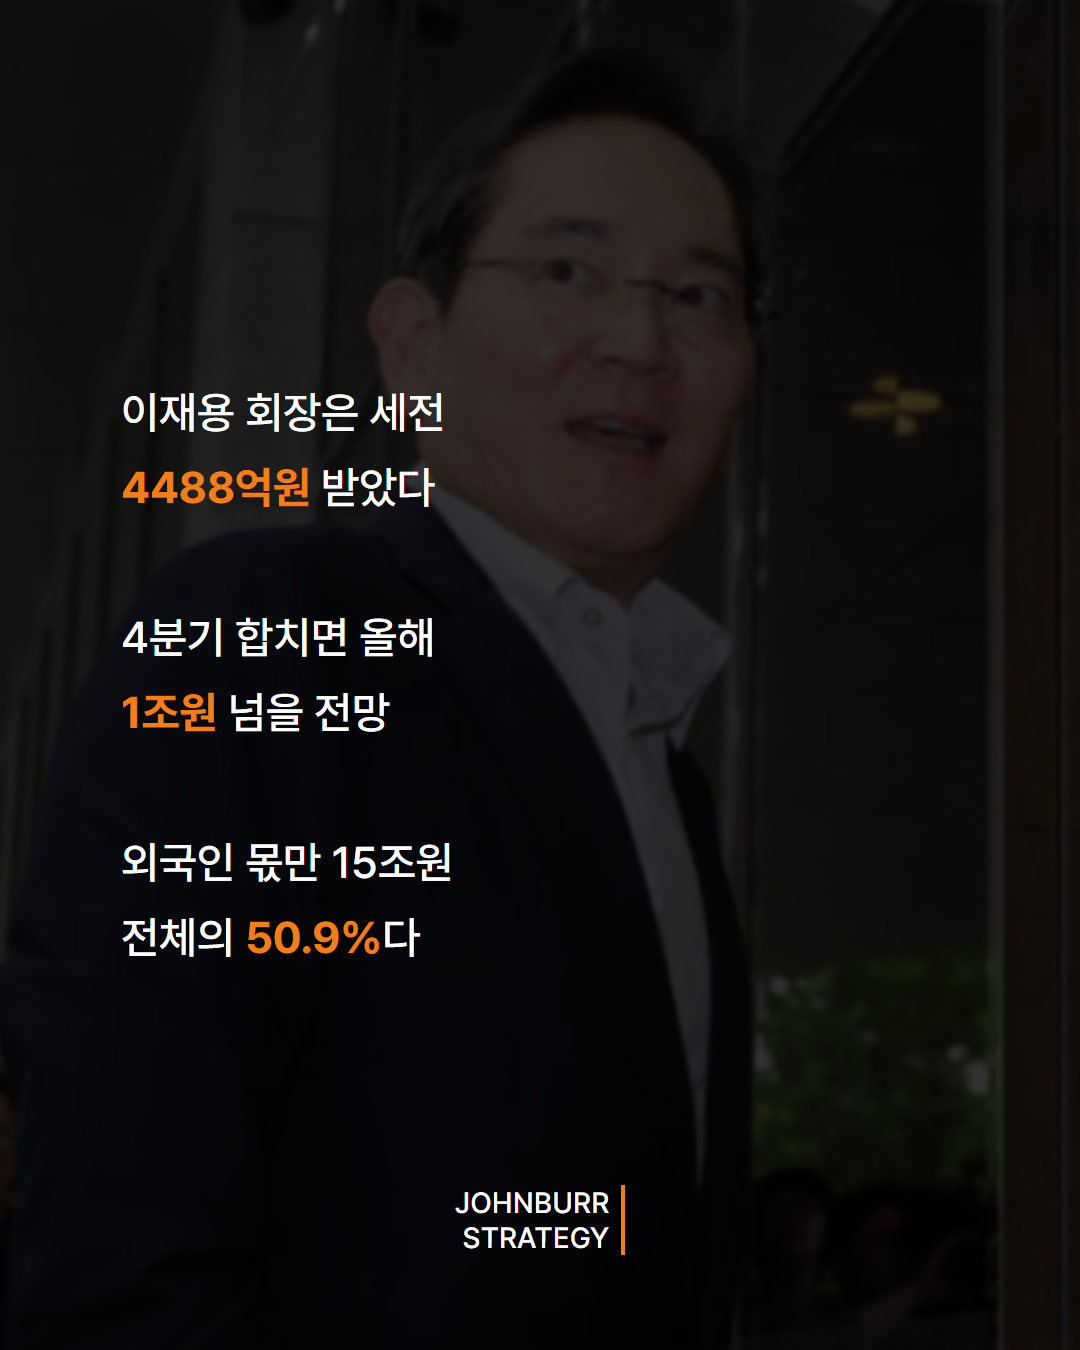 이재용 회장은 세전
4488억원 받았다
4분기 합치면 올해
1조원 넘을 전망
외국인 몫만 15조원
전체의 50.9%다
JOHNBURR
STRATEGY